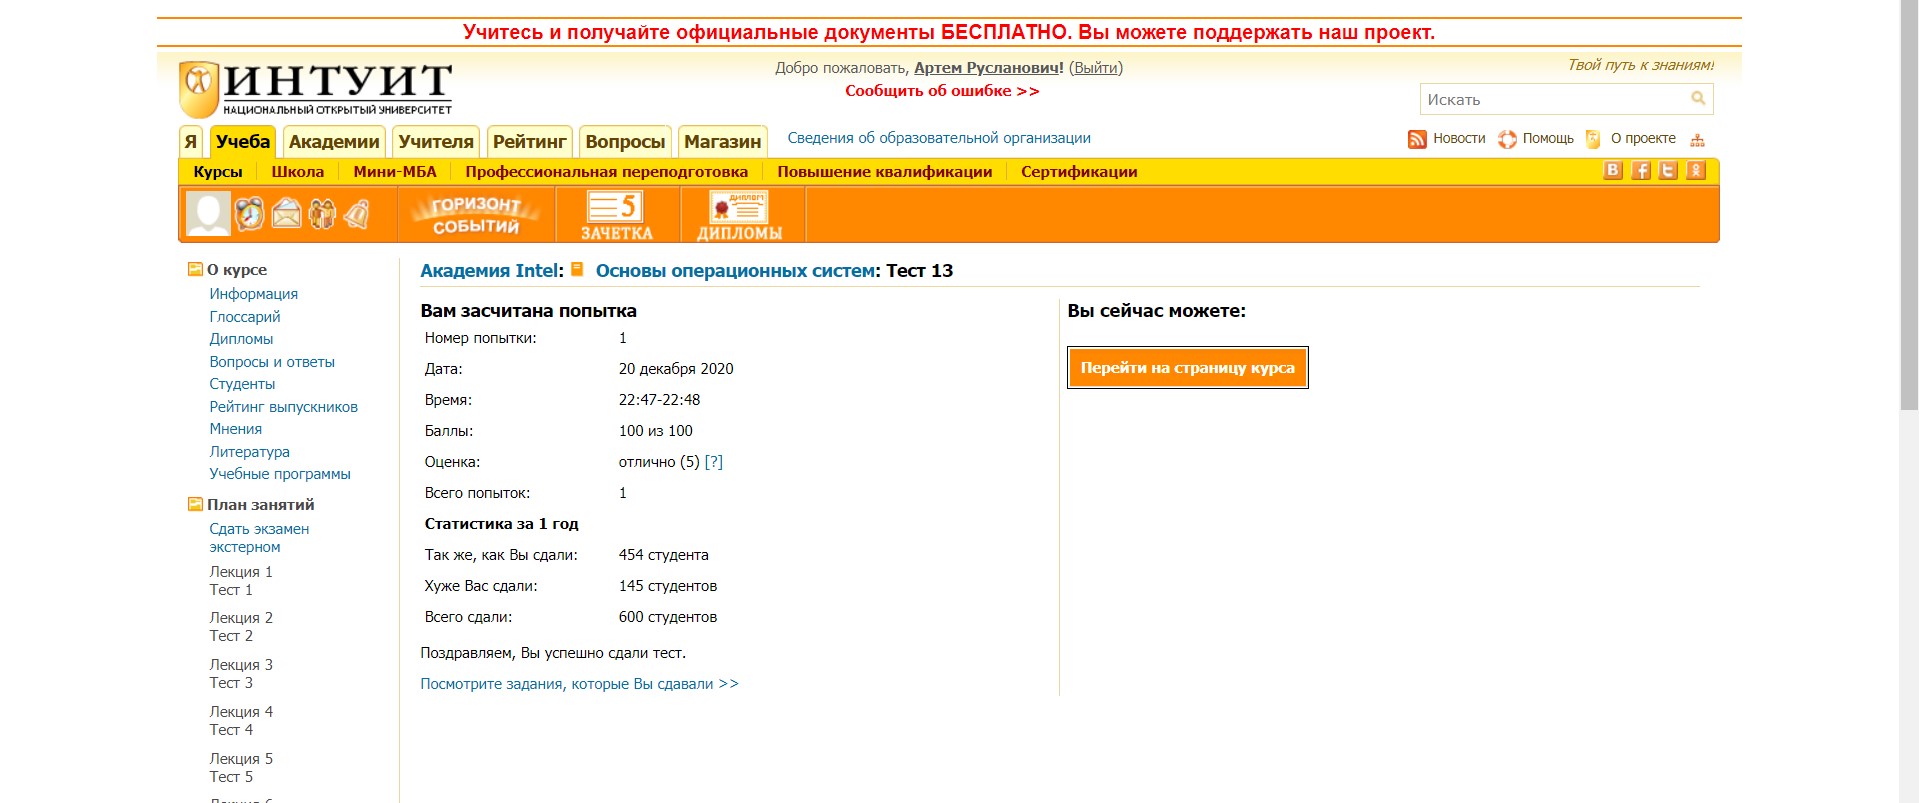 Учитесь и получайте официальные документы БЕСПЛАТНО. Вы можете поддержать наш проект.
ИНТУИТ
НАЦИОНАЛЬНЫЙ ОТКРЫТЫЙ УНИВЕРСИТЕТ
Добро пожаловать, Артем Русланович! (Выйти)
Сообщить об ошибке >>
Твой путь к знаниям!
Искать
Я Учеба Академии Учителя Рейтинг Вопросы Магазин Сведения об образовательной организации
Новости Помощь О проекте
Курсы Школа Мини-МБА Профессиональная переподготовка Повышение квалификации Сертификации
ГОРИЗОНТ СОБЫТИЙ
5 ЗАЧЕТКА
ДИПЛОМ ДИПЛОМЫ
О курсе
Информация
Глоссарий
Дипломы
Вопросы и ответы
Студенты
Рейтинг выпускников
Мнения
Литература
Учебные программы
План занятий
Сдать экзамен
экстерном
Лекция 1
Тест 1
Лекция 2
Тест 2
Лекция 3
Тест 3
Лекция 4
Тест 4
Лекция 5
Тест 5
Академия Intel: Основы операционных систем: Тест 13
Вам засчитана попытка
Номер попытки: 1
Дата: 20 декабря 2020
Время: 22:47-22:48
Баллы: 100 из 100
Оценка: отлично (5) [?]
Всего попыток: 1
Статистика за 1 год
Так же, как Вы сдали: 454 студента
Хуже Вас сдали: 145 студентов
Всего сдали: 600 студентов
Поздравляем, Вы успешно сдали тест.
Посмотрите задания, которые Вы сдавали >>
Вы сейчас можете:
Перейти на страницу курса